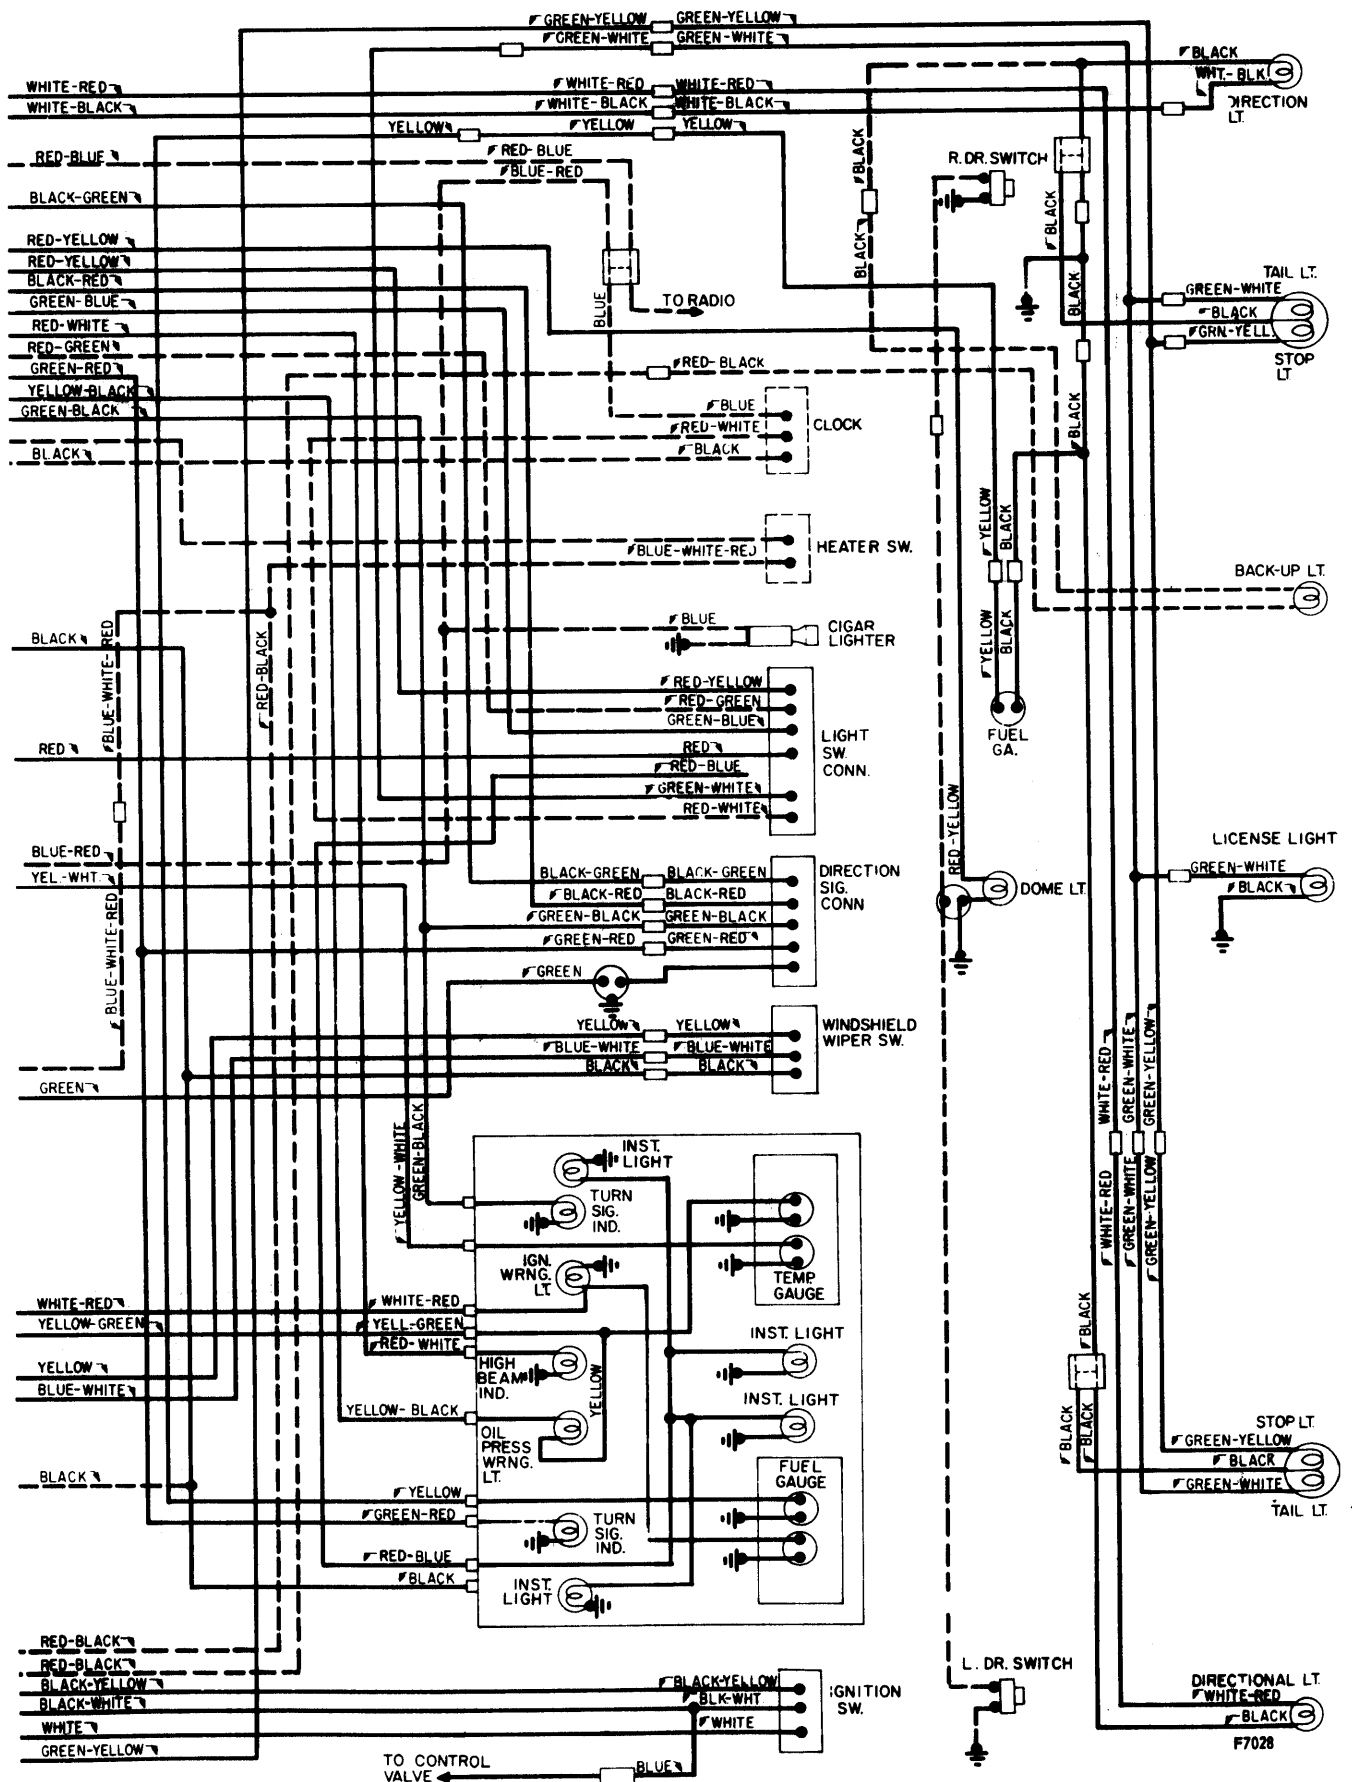 GREEN-YELLOW GREEN-YELLOW
GREEN-WHITE GREEN-WHITE
BLACK
WHT-BLK
DIRECTION
LT.
WHITE-RED WHITE-RED WHITE-RED
WHITE-BLACK WHITE-BLACK WHITE-BLACK
YELLOW YELLOW YELLOW
RED-BLUE RED-BLUE
BLUE-RED
BLACK
R.DR.SWITCH
BLACK-GREEN
BLACK
BLACK
RED-YELLOW
RED-YELLOW
BLACK-RED
GREEN-BLUE
RED-WHITE
RED-GREEN
GREEN-RED
YELLOW-BLACK
GREEN-BLACK
BLACK
BLUE
TO RADIO
BLACK
TAIL LT.
GREEN-WHITE
BLACK
GRN-YELL.
STOP
LT
RED-BLACK
BLUE
RED-WHITE
BLACK
CLOCK
BLACK
YELLOW
BLACK
BLUE-WHITE-RED
HEATER SW.
BACK-UP LT.
BLACK
BLUE-WHITE-RED
RED-BLACK
BLUE
CIGAR
LIGHTER
YELLOW
BLACK
RED-YELLOW
RED-GREEN
GREEN-BLUE
RED RED
RED-BLUE
GREEN-WHITE
RED-WHITE
LIGHT
SW.
CONN.
FUEL
GA.
RED-YELLOW
LICENSE LIGHT
GREEN-WHITE
BLACK
BLUE-RED
YEL.-WHT.
BLUE-WHITE-RED
BLACK-GREEN BLACK-GREEN
BLACK-RED BLACK-RED
GREEN-BLACK GREEN-BLACK
GREEN-RED GREEN-RED
GREEN
DIRECTION
SIG.
CONN
DOME LT.
YELLOW YELLOW
BLUE-WHITE BLUE-WHITE
BLACK BLACK
WINDSHIELD
WIPER SW.
GREEN
WHITE-RED
GREEN-WHITE
GREEN-YELLOW
YELLOW-WHITE
GREEN-BLACK
INST.
LIGHT
TURN
SIG.
IND.
IGN.
WRNG.
LT.
TEMP
GAUGE
WHITE-RED
GREEN-WHITE
GREEN-YELLOW
WHITE-RED WHITE-RED
YELLOW-GREEN YELL-GREEN
RED-WHITE
HIGH
BEAM
IND.
INST. LIGHT
BLACK
YELLOW
BLUE-WHITE
YELLOW
YELLOW-BLACK
OIL
PRESS
WRNG.
LT.
INST. LIGHT
BLACK
BLACK
STOP LT.
GREEN-YELLOW
BLACK
GREEN-WHITE
TAIL LT.
BLACK
FUEL
GAUGE
YELLOW
GREEN-RED
TURN
SIG.
IND.
RED-BLUE
BLACK
INST.
LIGHT
RED-BLACK
RED-BLACK
BLACK-YELLOW BLACK-YELLOW
BLACK-WHITE BLK-WHT
WHITE WHITE
GREEN-YELLOW
IGNITION
SW.
L. DR. SWITCH
DIRECTIONAL LT.
WHITE-RED
BLACK
F7028
TO CONTROL
VALVE
BLUE